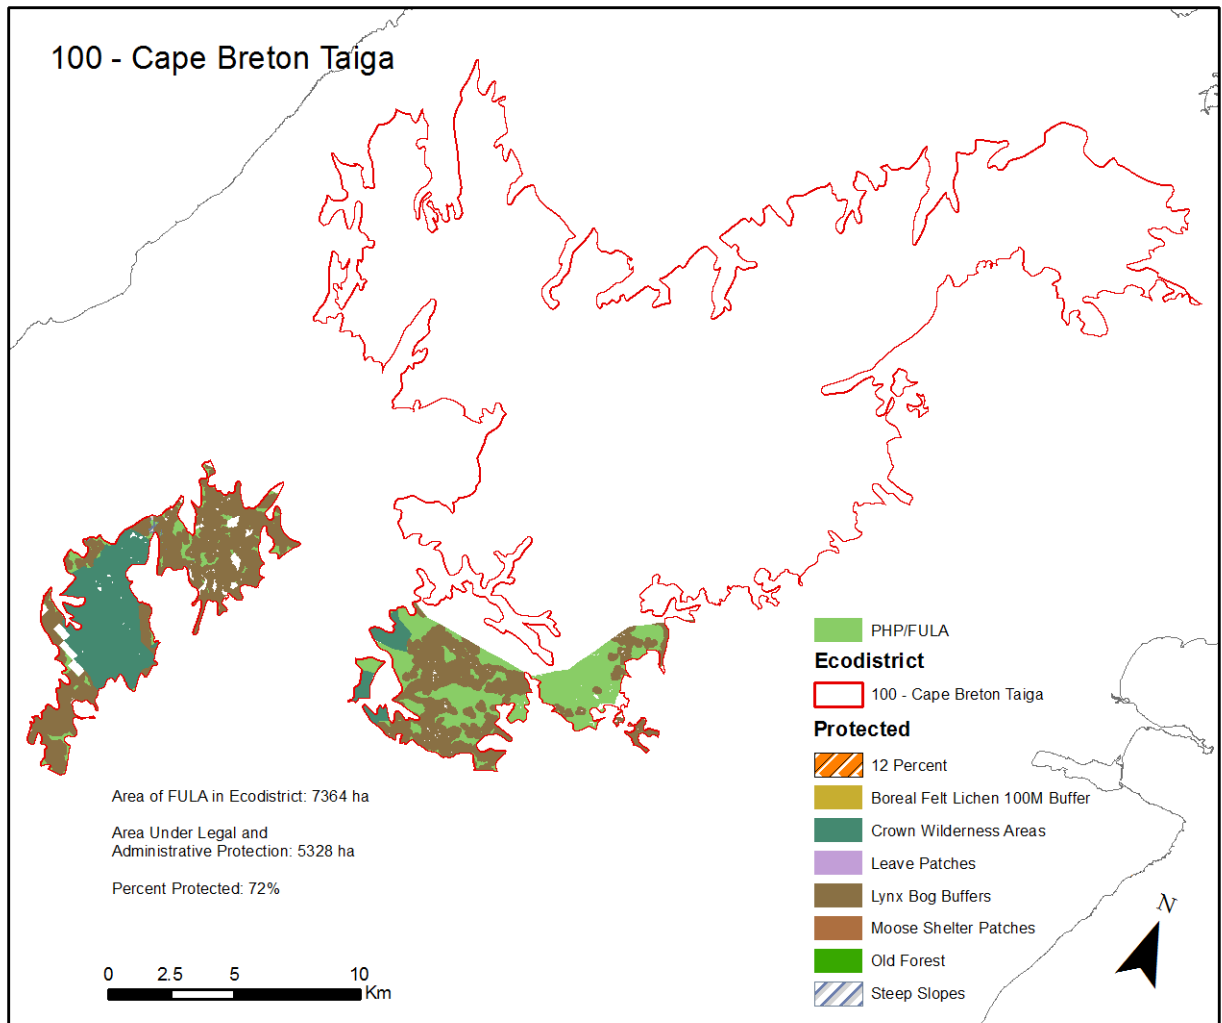 100 - Cape Breton Taiga
PHP/FULA
Ecodistrict
100 - Cape Breton Taiga
Protected
12 Percent
Boreal Felt Lichen 100M Buffer
Crown Wilderness Areas
Leave Patches
Lynx Bog Buffers
Moose Shelter Patches
Old Forest
Steep Slopes
Area of FULA in Ecodistrict: 7364 ha
Area Under Legal and
Administrative Protection: 5328 ha
Percent Protected: 72%
N
0 2.5 5 10
Km